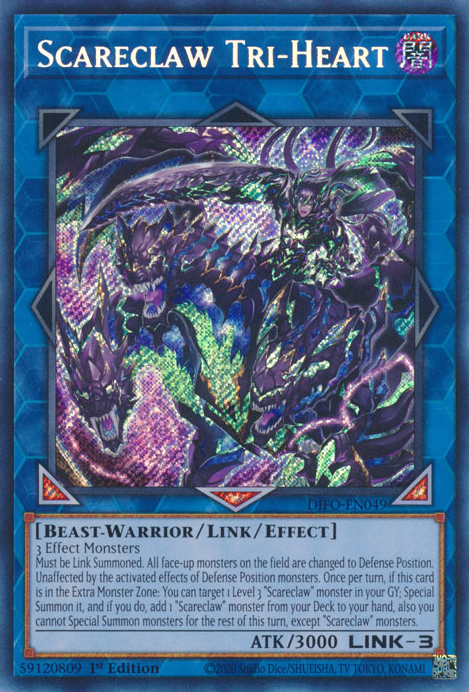 SCARECLAW TRI-HEART
DARK
DIFO-EN049
[BEAST-WARRIOR/LINK/EFFECT]
3 Effect Monsters
Must be Link Summoned. All face-up monsters on the field are changed to Defense Position.
Unaffected by the activated effects of Defense Position monsters. Once per turn, if this card
is in the Extra Monster Zone: You can target 1 Level 3 "Scareclaw" monster in your GY; Special
Summon it, and if you do, add 1 "Scareclaw" monster from your Deck to your hand, also you
cannot Special Summon monsters for the rest of this turn, except "Scareclaw" monsters.
ATK/3000 LINK-3
59120809 1st Edition ©2020 Studio Dice/SHUEISHA, TV TOKYO, KONAMI